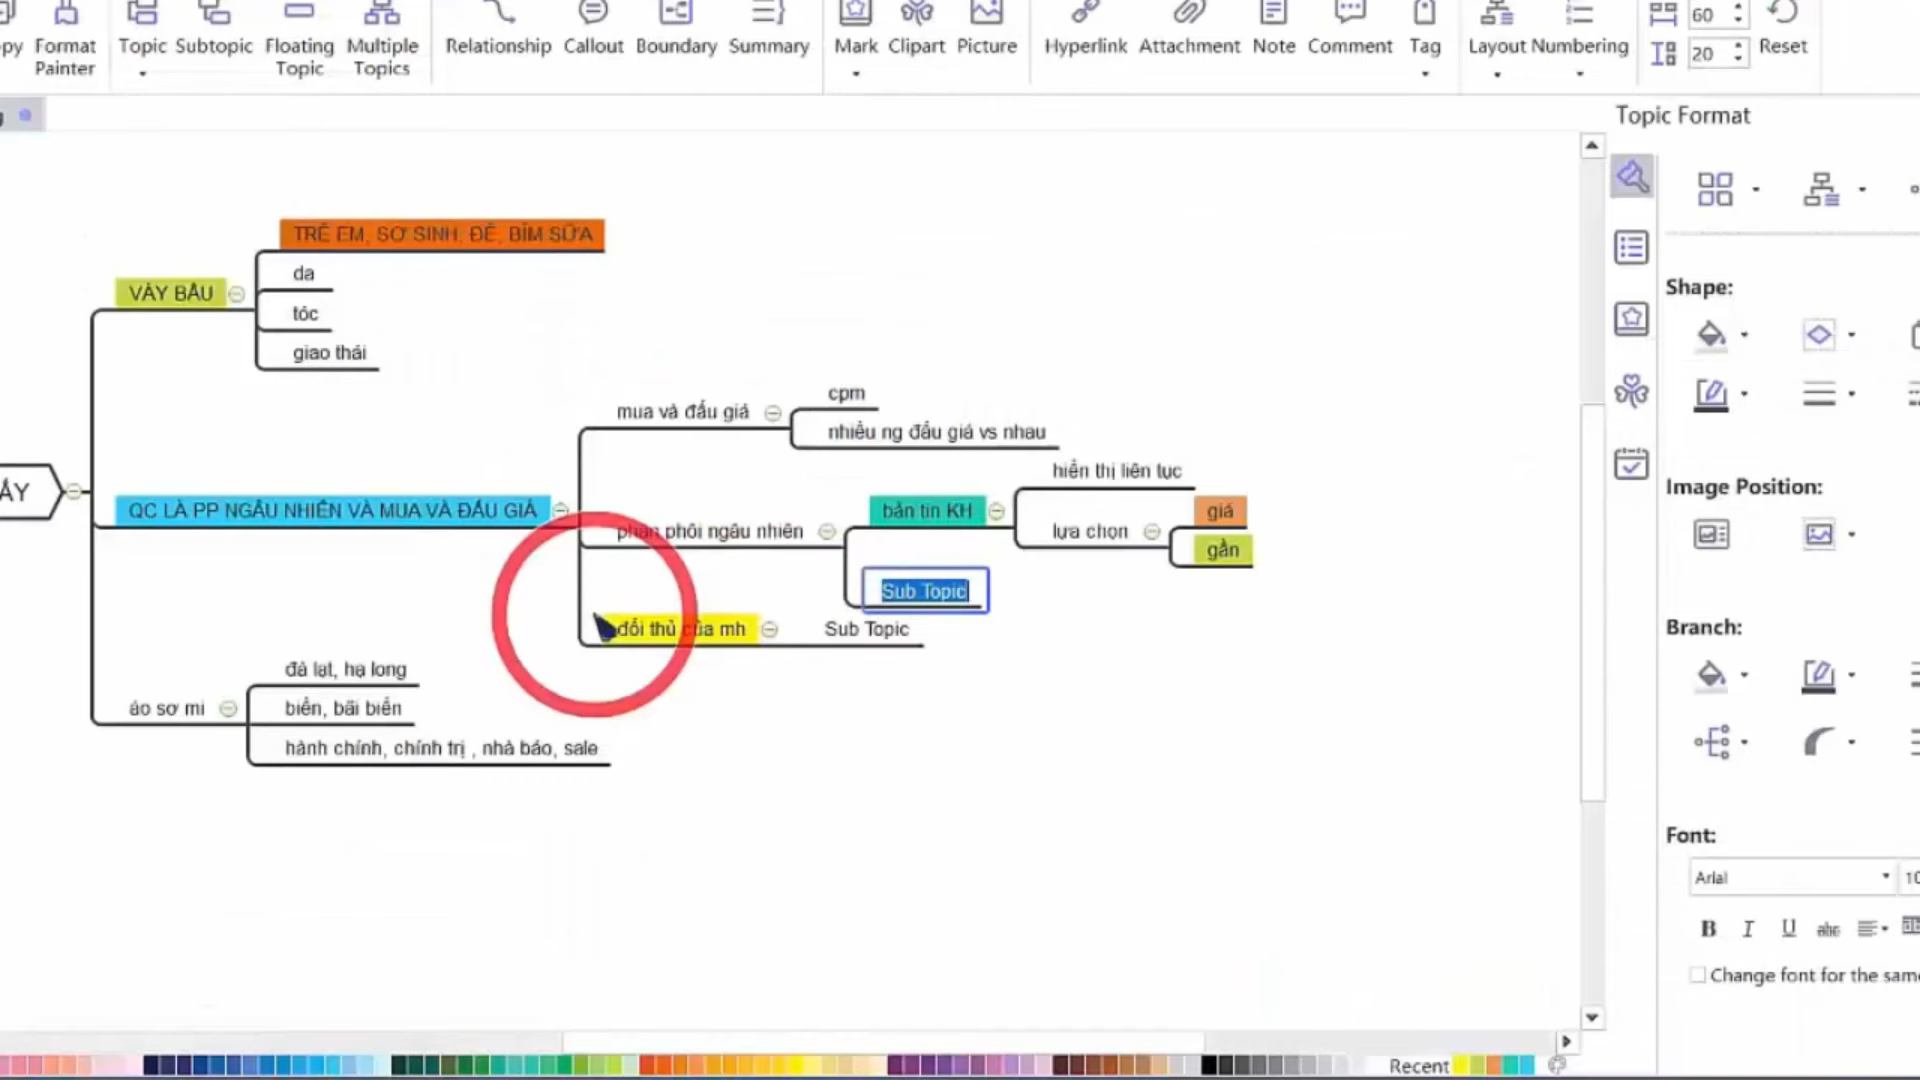 py
Format
Painter
Topic
Subtopic
Floating
Topic
Multiple
Topics
Relationship
Callout
Boundary
Summary
Mark
Clipart
Picture
Hyperlink
Attachment
Note
Comment
Tag
Layout
Numbering
60
20
Reset
Topic Format
TRẺ EM, SƠ SINH, ĐẺ, BỈM SỮA
VÁY BẦU
da
tóc
giao thái
mua và đấu giá
cpm
nhiều ng đấu giá vs nhau
ẤY
QC LÀ PP NGẪU NHIÊN VÀ MUA VÀ ĐẤU GIÁ
phân phối ngẫu nhiên
bản tin KH
hiển thị liên tục
lựa chọn
giá
gần
Sub Topic
đối thủ của mh
Sub Topic
áo sơ mi
đà lạt, hạ long
biển, bãi biển
hành chính, chính trị , nhà báo, sale
Shape:
Image Position:
Branch:
Font:
Arial
10
B I U abc
Change font for the same
Recent